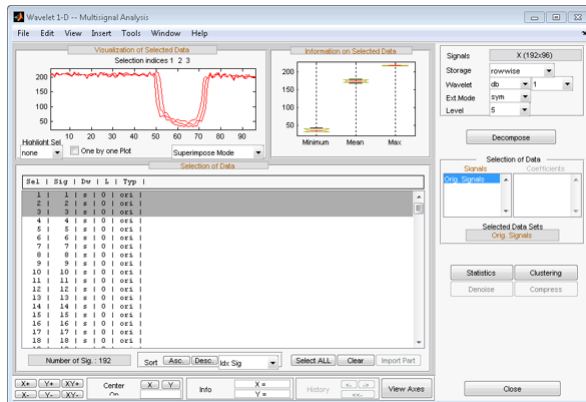 Wavelet 1-D -- Multisignal Analysis
File Edit View Insert Tools Window Help
Visualization of Selected Data
Selection indices 1 2 3
200
150
100
50
10 20 30 40 50 60 70 80 90
Highlight Sel
none
One by one Plot
Superimpose Mode
Information on Selected Data
200
150
100
50
Minimum Mean Max
Selection of Data
Sel | Sig | Dw | L | Typ |
1 | 1 | s | 0 | ori |
2 | 2 | s | 0 | ori |
3 | 3 | s | 0 | ori |
4 | 4 | s | 0 | ori |
5 | 5 | s | 0 | ori |
6 | 6 | s | 0 | ori |
7 | 7 | s | 0 | ori |
8 | 8 | s | 0 | ori |
9 | 9 | s | 0 | ori |
10 | 10 | s | 0 | ori |
11 | 11 | s | 0 | ori |
12 | 12 | s | 0 | ori |
13 | 13 | s | 0 | ori |
14 | 14 | s | 0 | ori |
15 | 15 | s | 0 | ori |
16 | 16 | s | 0 | ori |
17 | 17 | s | 0 | ori |
18 | 18 | s | 0 | ori |
Number of Sig. : 192
Sort Asc. Desc. Idx Sig
Select ALL Clear Import Part
Signals X (192x96)
Storage rowwise
Wavelet db 1
Ext.Mode sym
Level 5
Decompose
Selection of Data
Signals Coefficients
Orig. Signals
Selected Data Sets
Orig. Signals
Statistics Clustering
Denoise Compress
X+ Y+ XY+
X- Y- XY-
Center X Y
On
Info X =
Y =
History <- ->
<<-
View Axes
Close